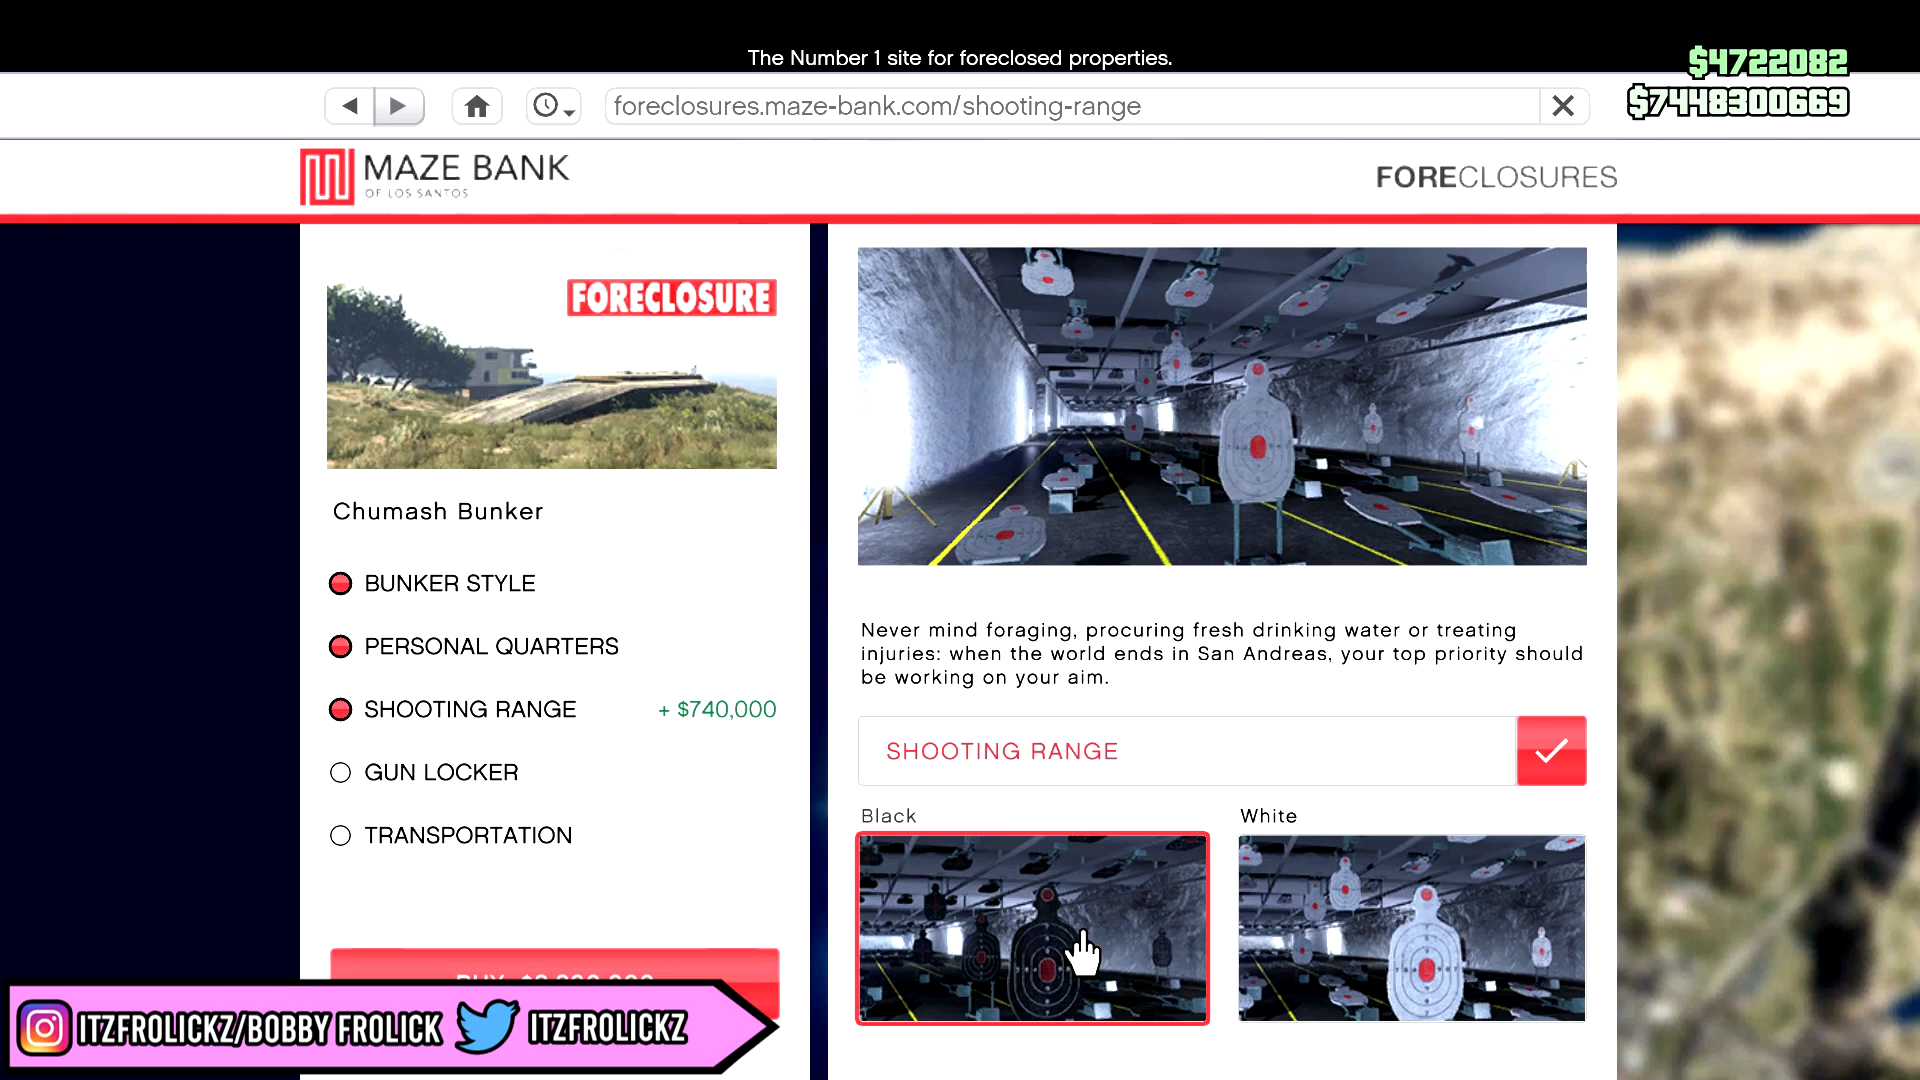 The Number 1 site for foreclosed properties.
$4722082
foreclosures.maze-bank.com/shooting-range
$7448300669
MAZE BANK
OF LOS SANTOS
FORECLOSURES
FORECLOSURE
Chumash Bunker
BUNKER STYLE
PERSONAL QUARTERS
SHOOTING RANGE + $740,000
GUN LOCKER
TRANSPORTATION
Never mind foraging, procuring fresh drinking water or treating
injuries: when the world ends in San Andreas, your top priority should
be working on your aim.
SHOOTING RANGE
Black
White
ITZFROLICKZ/BOBBY FROLICK
ITZFROLICKZ